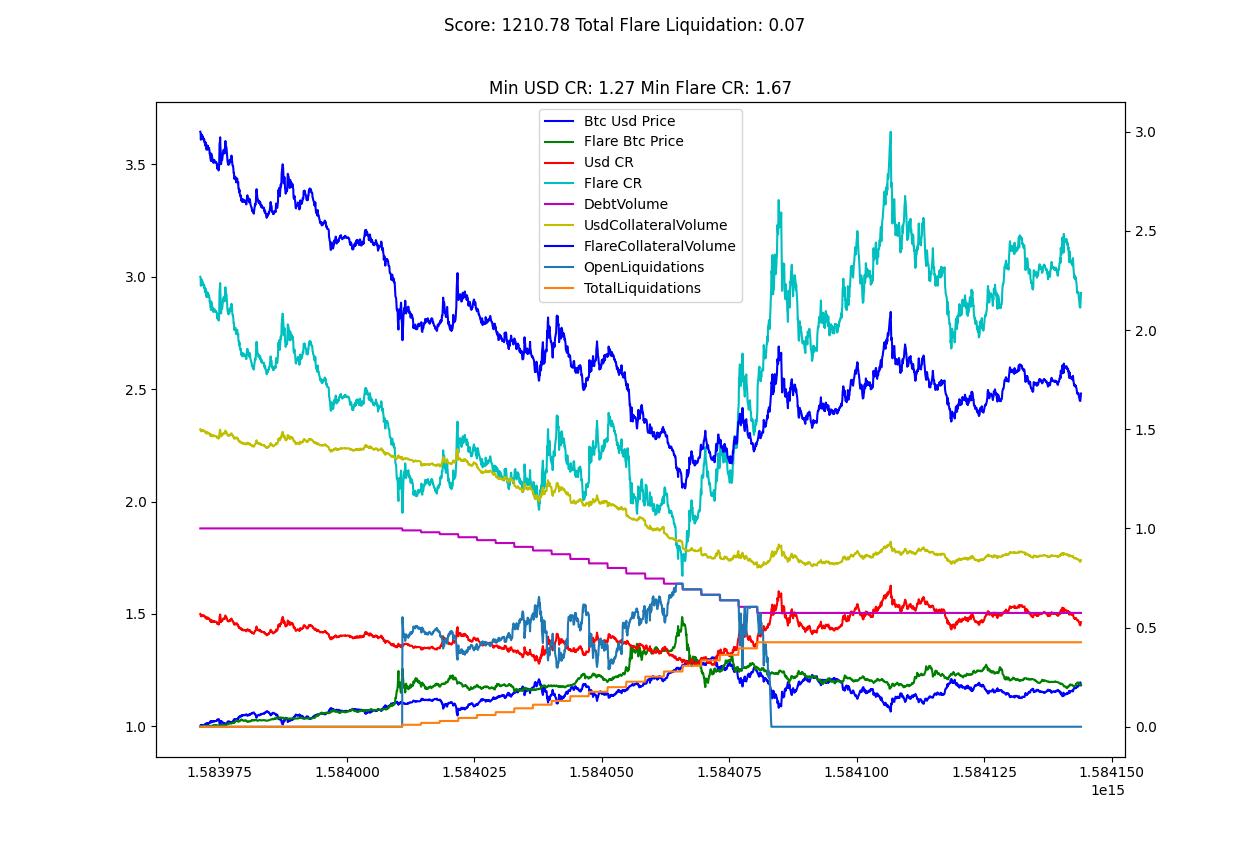 Score: 1210.78 Total Flare Liquidation: 0.07
Min USD CR: 1.27 Min Flare CR: 1.67
Btc Usd Price
Flare Btc Price
Usd CR
Flare CR
DebtVolume
UsdCollateralVolume
FlareCollateralVolume
OpenLiquidations
TotalLiquidations
3.5
3.0
2.5
2.0
1.5
1.0
3.0
2.5
2.0
1.5
1.0
0.5
0.0
1.583975 1.584000 1.584025 1.584050 1.584075 1.584100 1.584125 1.584150
1e15